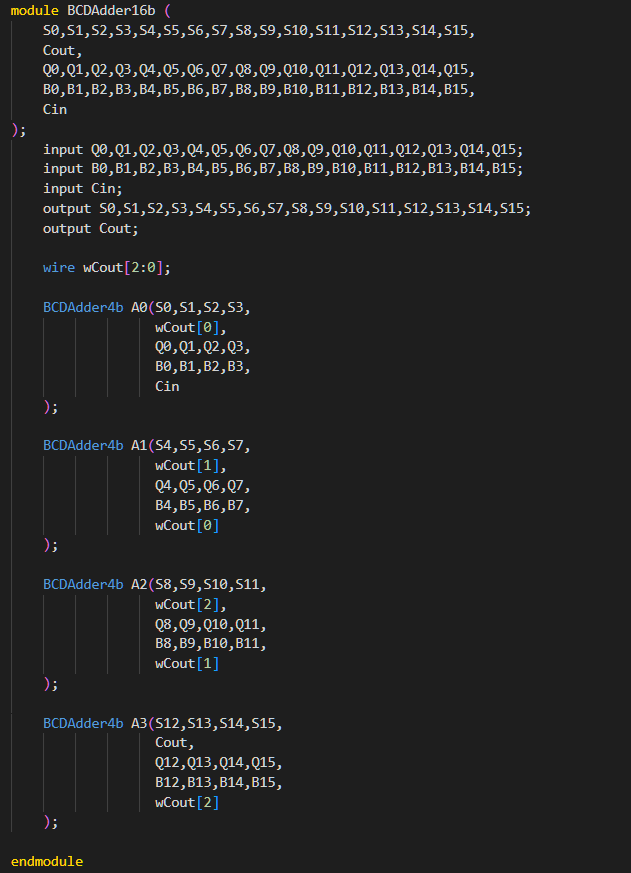 module BCDAdder16b (
    S0,S1,S2,S3,S4,S5,S6,S7,S8,S9,S10,S11,S12,S13,S14,S15,
    Cout,
    Q0,Q1,Q2,Q3,Q4,Q5,Q6,Q7,Q8,Q9,Q10,Q11,Q12,Q13,Q14,Q15,
    B0,B1,B2,B3,B4,B5,B6,B7,B8,B9,B10,B11,B12,B13,B14,B15,
    Cin
);
    input Q0,Q1,Q2,Q3,Q4,Q5,Q6,Q7,Q8,Q9,Q10,Q11,Q12,Q13,Q14,Q15;
    input B0,B1,B2,B3,B4,B5,B6,B7,B8,B9,B10,B11,B12,B13,B14,B15;
    input Cin;
    output S0,S1,S2,S3,S4,S5,S6,S7,S8,S9,S10,S11,S12,S13,S14,S15;
    output Cout;

    wire wCout[2:0];

    BCDAdder4b A0(S0,S1,S2,S3,
                  wCout[0],
                  Q0,Q1,Q2,Q3,
                  B0,B1,B2,B3,
                  Cin
    );

    BCDAdder4b A1(S4,S5,S6,S7,
                  wCout[1],
                  Q4,Q5,Q6,Q7,
                  B4,B5,B6,B7,
                  wCout[0]
    );

    BCDAdder4b A2(S8,S9,S10,S11,
                  wCout[2],
                  Q8,Q9,Q10,Q11,
                  B8,B9,B10,B11,
                  wCout[1]
    );

    BCDAdder4b A3(S12,S13,S14,S15,
                  Cout,
                  Q12,Q13,Q14,Q15,
                  B12,B13,B14,B15,
                  wCout[2]
    );

endmodule